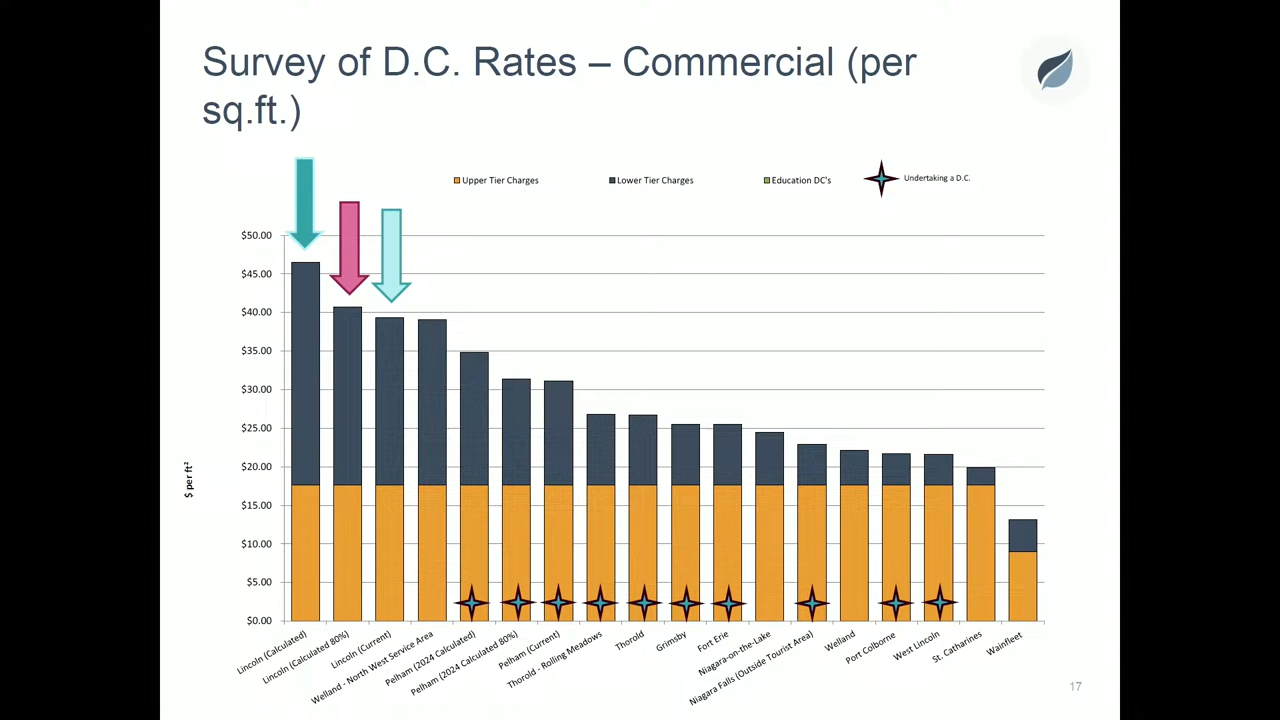 Survey of D.C. Rates – Commercial (per
sq.ft.)
Upper Tier Charges
Lower Tier Charges
Education DC's
Undertaking a D.C.
$50.00
$45.00
$40.00
$35.00
$30.00
$25.00
$20.00
$15.00
$10.00
$5.00
$0.00
$ per ft²
Lincoln (Calculated)
Lincoln (Calculated 80%)
Lincoln (Current)
Welland - North West Service Area
Pelham (2024 Calculated)
Pelham (2024 Calculated 80%)
Pelham (Current)
Thorold - Rolling Meadows
Thorold
Grimsby
Fort Erie
Niagara-on-the-Lake
Niagara Falls (Outside Tourist Area)
Welland
Port Colborne
West Lincoln
St. Catharines
Wainfleet
17